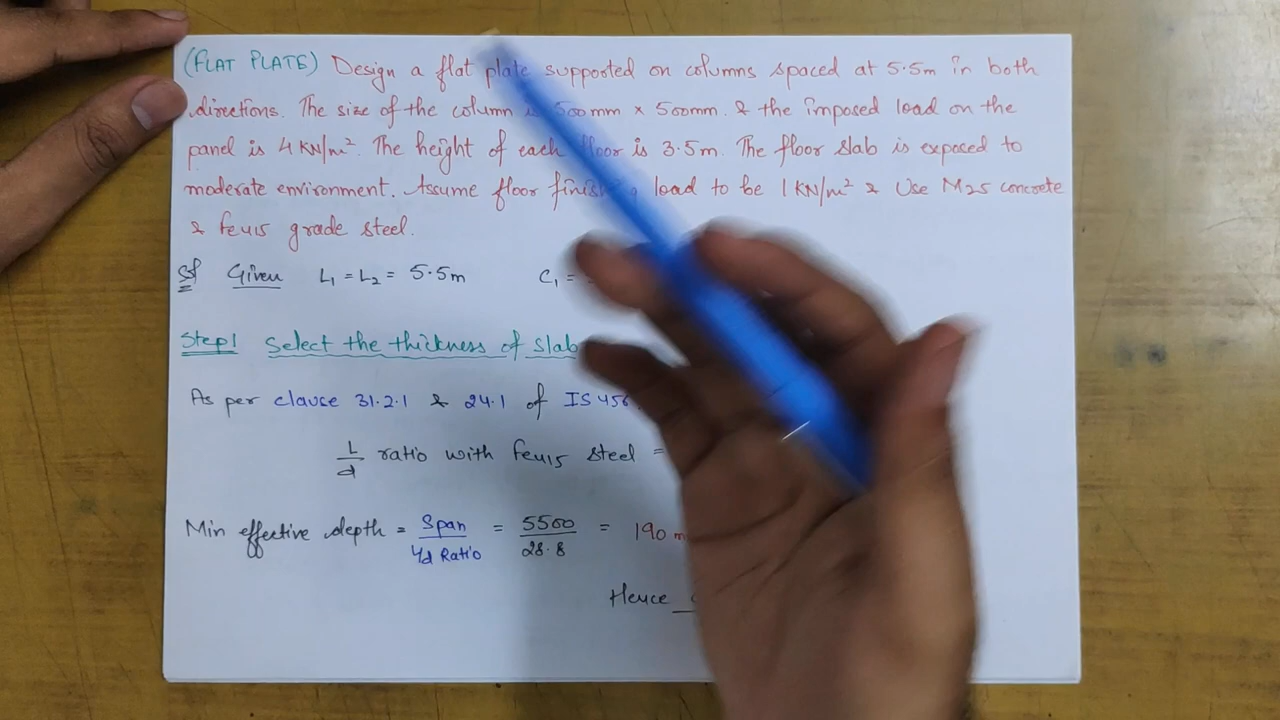 (FLAT PLATE) Design a flat plate supported on columns spaced at 5.5m in both
directions. The size of the column 500mm x 500mm. & the imposed load on the
panel is 4 KN/m². The height of each floor is 3.5m. The floor slab is exposed to
moderate environment. Assume floor load to be 1 KN/m² & Use M25 concrete
& fe415 grade steel.
Sol Given L₁ = L₂ = 5.5m C₁ =
Step1 Select the thickness of slab
As per clause 31.2.1 & 24.1 of IS 456
L/d ratio with fe415 steel =
Min effective depth = Span / L/d Ratio = 5500 / 28.8 = 190
Hence